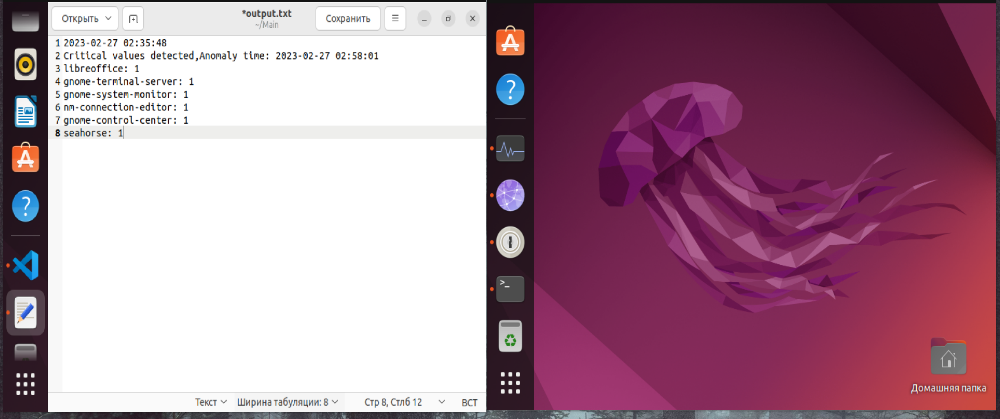 Открыть
*output.txt
~/Main
Сохранить
1 2023-02-27 02:35:48
2 Critical values detected,Anomaly time: 2023-02-27 02:58:01
3 libreoffice: 1
4 gnome-terminal-server: 1
5 gnome-system-monitor: 1
6 nm-connection-editor: 1
7 gnome-control-center: 1
8 seahorse: 1
Текст Ширина табуляции: 8 Стр 8, Стлб 12 ВСТ
Домашняя папка